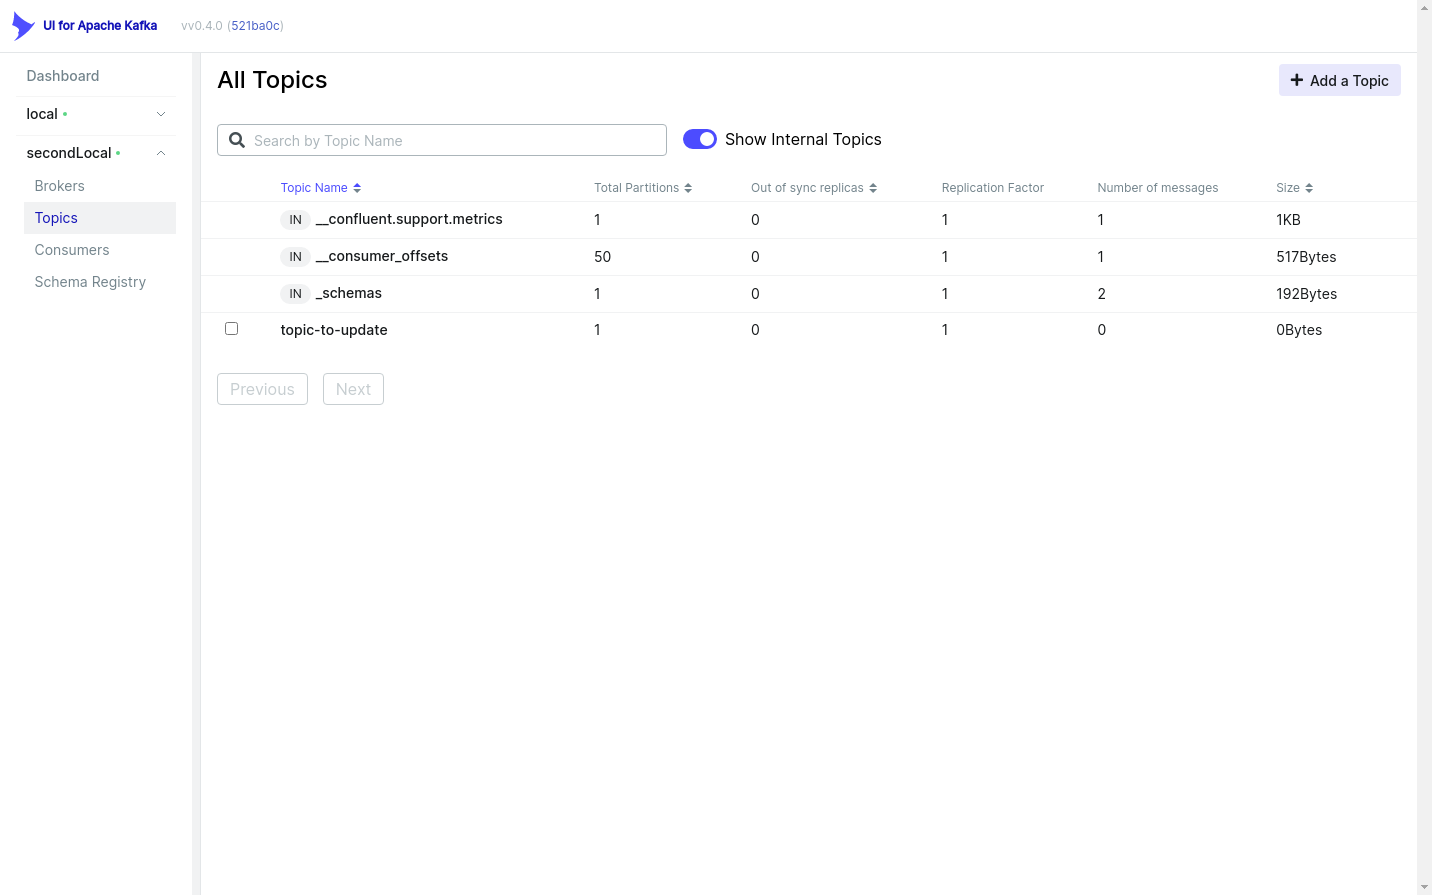 UI for Apache Kafka vv0.4.0 (521ba0c)
Dashboard
local
secondLocal
Brokers
Topics
Consumers
Schema Registry
All Topics
Add a Topic
Search by Topic Name
Show Internal Topics
Topic Name Total Partitions Out of sync replicas Replication Factor Number of messages Size
IN __confluent.support.metrics 1 0 1 1 1KB
IN __consumer_offsets 50 0 1 1 517Bytes
IN _schemas 1 0 1 2 192Bytes
topic-to-update 1 0 1 0 0Bytes
Previous Next